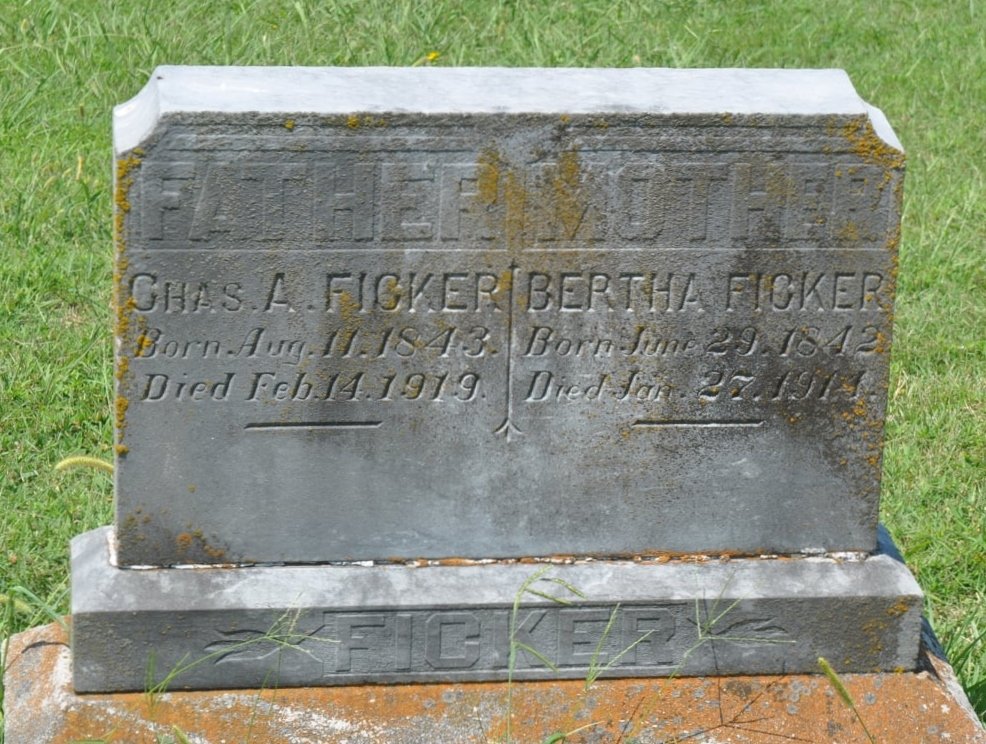 FATHER MOTHER
CHAS. A. FICKER
Born Aug. 11. 1843.
Died Feb. 14. 1919.
BERTHA FICKER
Born June 29. 1842
Died Jan. 27. 1914.
FICKER